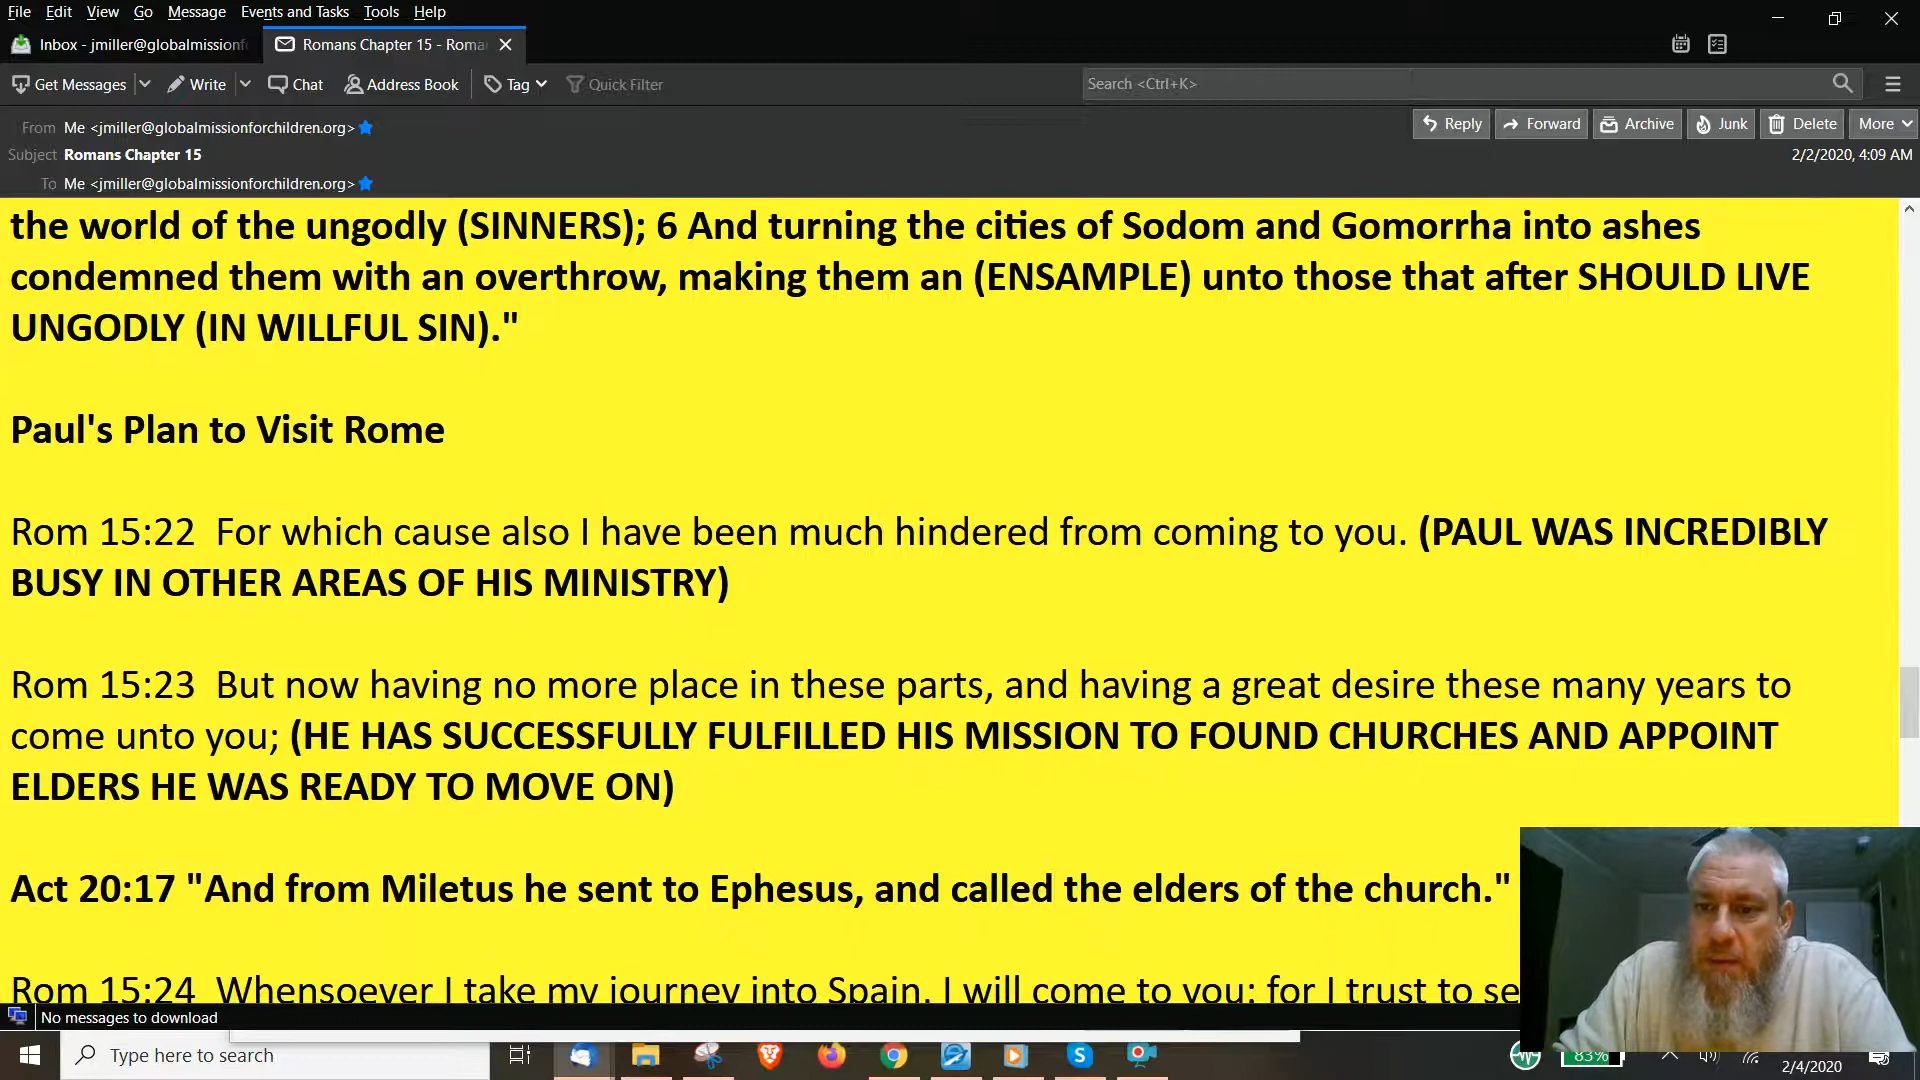 File Edit View Go Message Events and Tasks Tools Help
Inbox - jmiller@globalmissionf
Romans Chapter 15 - Roma
Get Messages Write Chat Address Book Tag Quick Filter Search <Ctrl+K>
From Me <jmiller@globalmissionforchildren.org> Reply Forward Archive Junk Delete More
Subject Romans Chapter 15 2/2/2020, 4:09 AM
To Me <jmiller@globalmissionforchildren.org>
the world of the ungodly (SINNERS); 6 And turning the cities of Sodom and Gomorrha into ashes
condemned them with an overthrow, making them an (ENSAMPLE) unto those that after SHOULD LIVE
UNGODLY (IN WILLFUL SIN)."
Paul's Plan to Visit Rome
Rom 15:22 For which cause also I have been much hindered from coming to you. (PAUL WAS INCREDIBLY
BUSY IN OTHER AREAS OF HIS MINISTRY)
Rom 15:23 But now having no more place in these parts, and having a great desire these many years to
come unto you; (HE HAS SUCCESSFULLY FULFILLED HIS MISSION TO FOUND CHURCHES AND APPOINT
ELDERS HE WAS READY TO MOVE ON)
Act 20:17 "And from Miletus he sent to Ephesus, and called the elders of the church."
Rom 15:24 Whensoever I take my journey into Spain, I will come to you: for I trust to se
No messages to download
Type here to search
83%
2/4/2020